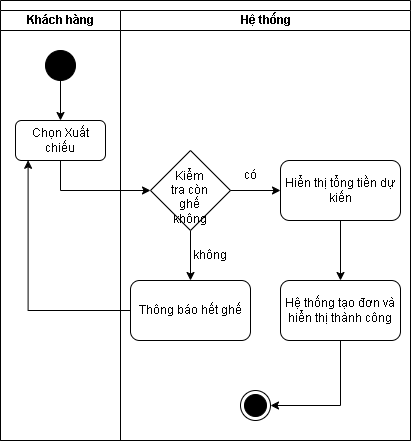 Khách hàng
Hệ thống
Chọn Xuất
chiếu
Kiểm
tra còn
ghế
không
có
Hiển thị tổng tiền dự
kiến
không
Thông báo hết ghế
Hệ thống tạo đơn và
hiển thị thành công